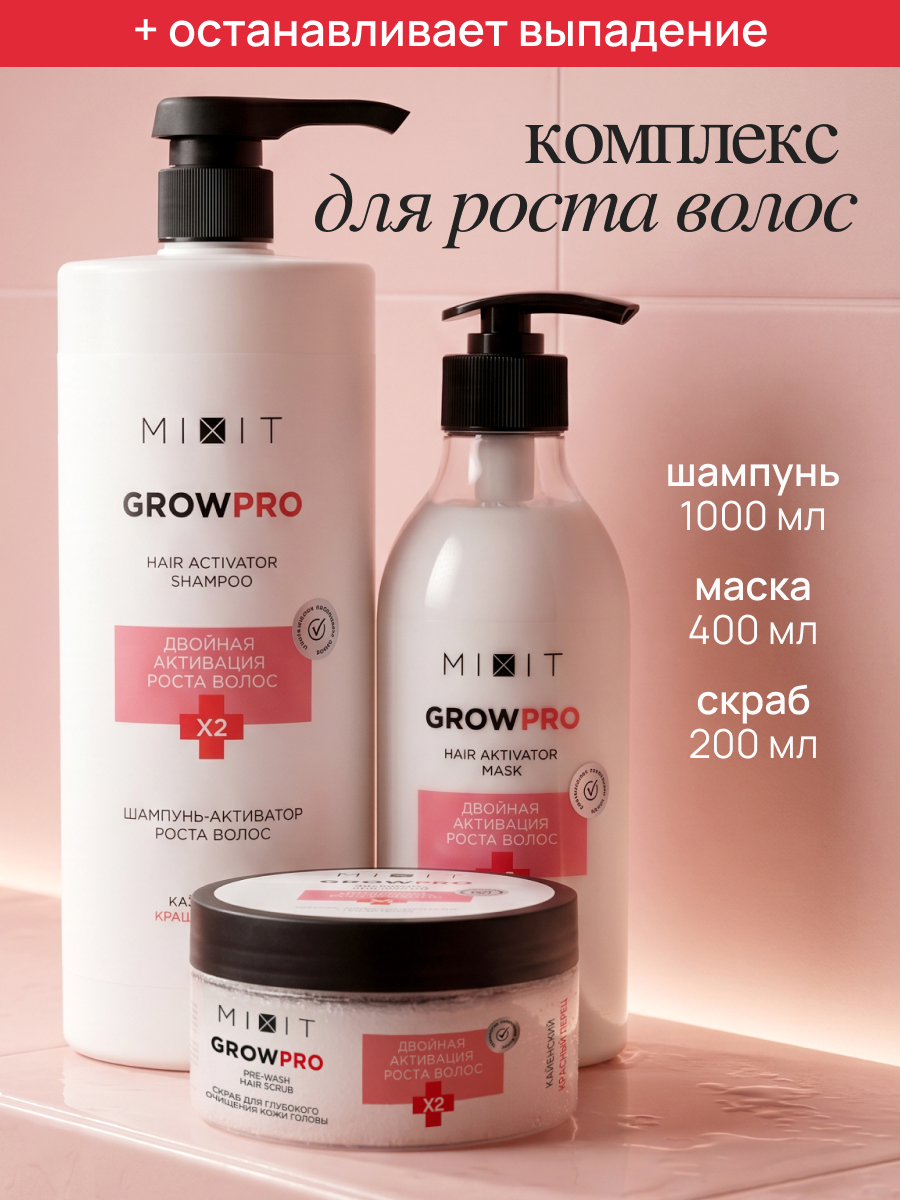 + останавливает выпадение
комплекс
для роста волос
MIXIT
GROWPRO
HAIR ACTIVATOR
SHAMPOO
ДВОЙНАЯ
АКТИВАЦИЯ
РОСТА ВОЛОС
X2
ШАМПУНЬ-АКТИВАТОР
РОСТА ВОЛОС
MIXIT
GROWPRO
HAIR AKTIVATOR
MASK
ДВОЙНАЯ
АКТИВАЦИЯ
РОСТА ВОЛОС
шампунь
1000 мл
маска
400 мл
скраб
200 мл
MIXIT
GROWPRO
MIXIT
GROWPRO
PRE-WASH
HAIR SCRUB
СКРАБ ДЛЯ ГЛУБОКОГО
ОЧИЩЕНИЯ КОЖИ ГОЛОВЫ
ДВОЙНАЯ
АКТИВАЦИЯ
РОСТА ВОЛОС
X2
КАЙЕНСКИЙ
КРАСНЫЙ ПЕРЕЦ